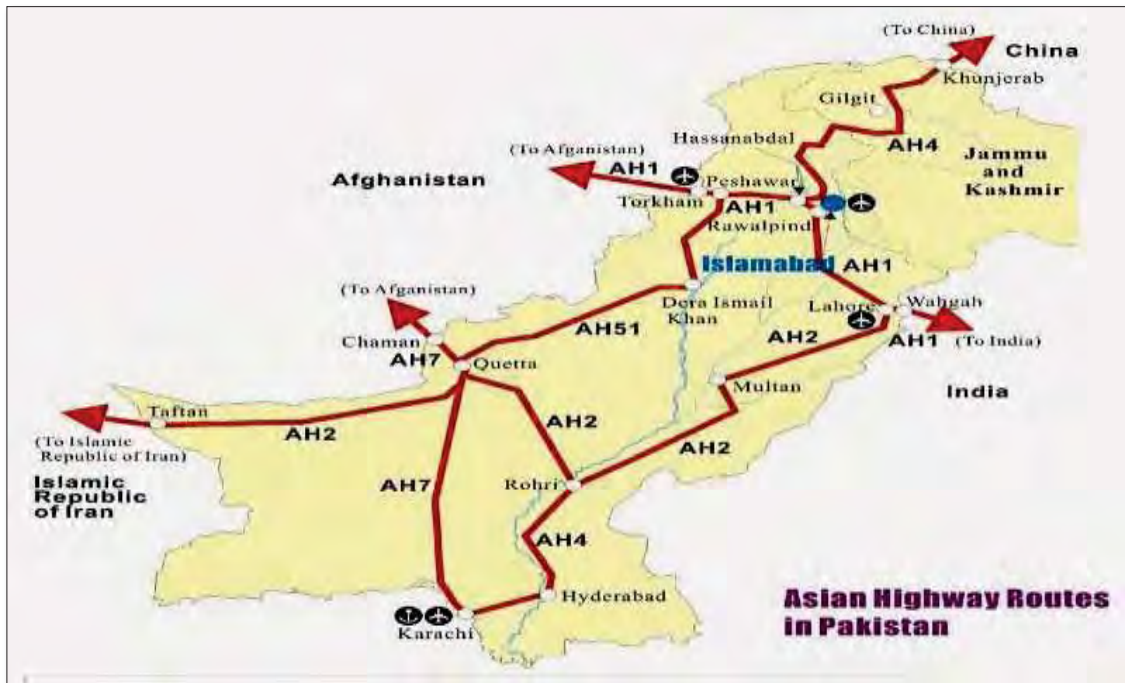 (To China)
China
Khunjerab
Gilgit
Hassanabdal
AH4
(To Afganistan)
AH1
Jammu
and
Kashmir
Afghanistan
Peshawar
Torkham
AH1
Rawalpind
Islamabad
AH1
(To Afganistan)
Dera Ismail
Khan
Lahore
Wahgah
AH51
AH2
AH1
(To India)
Chaman
AH7
Quetta
Multan
India
Taftan
AH2
AH2
AH2
(To Islamic
Republic of Iran)
Islamic
Republic
of Iran
AH7
Rohri
AH4
Hyderabad
Karachi
Asian Highway Routes
in Pakistan